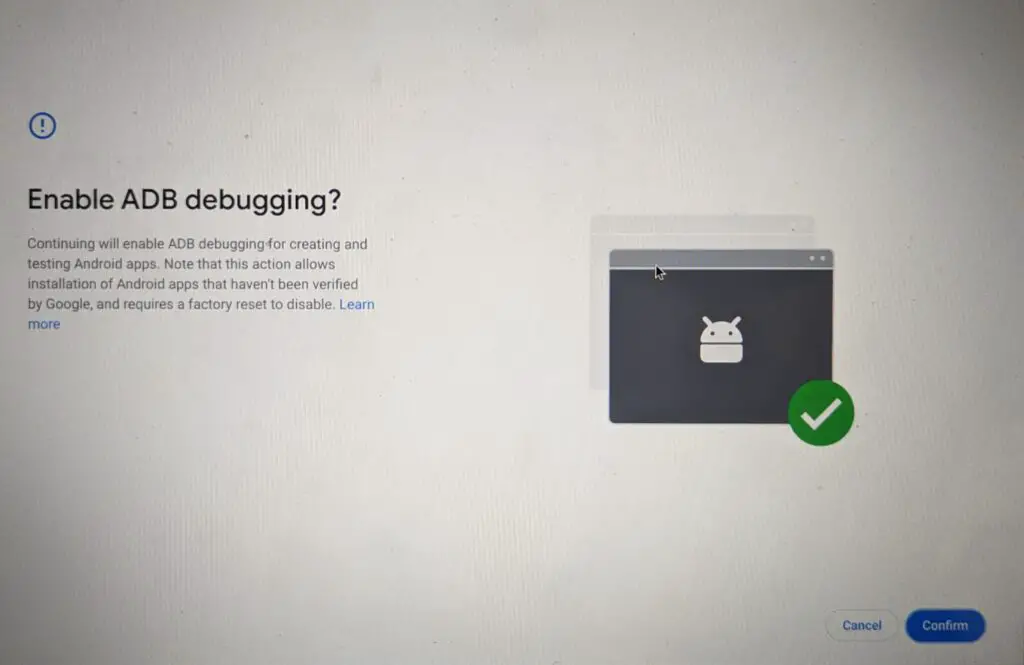 Enable ADB debugging?
Continuing will enable ADB debugging for creating and
testing Android apps. Note that this action allows
installation of Android apps that haven't been verified
by Google, and requires a factory reset to disable. Learn
more
Cancel
Confirm